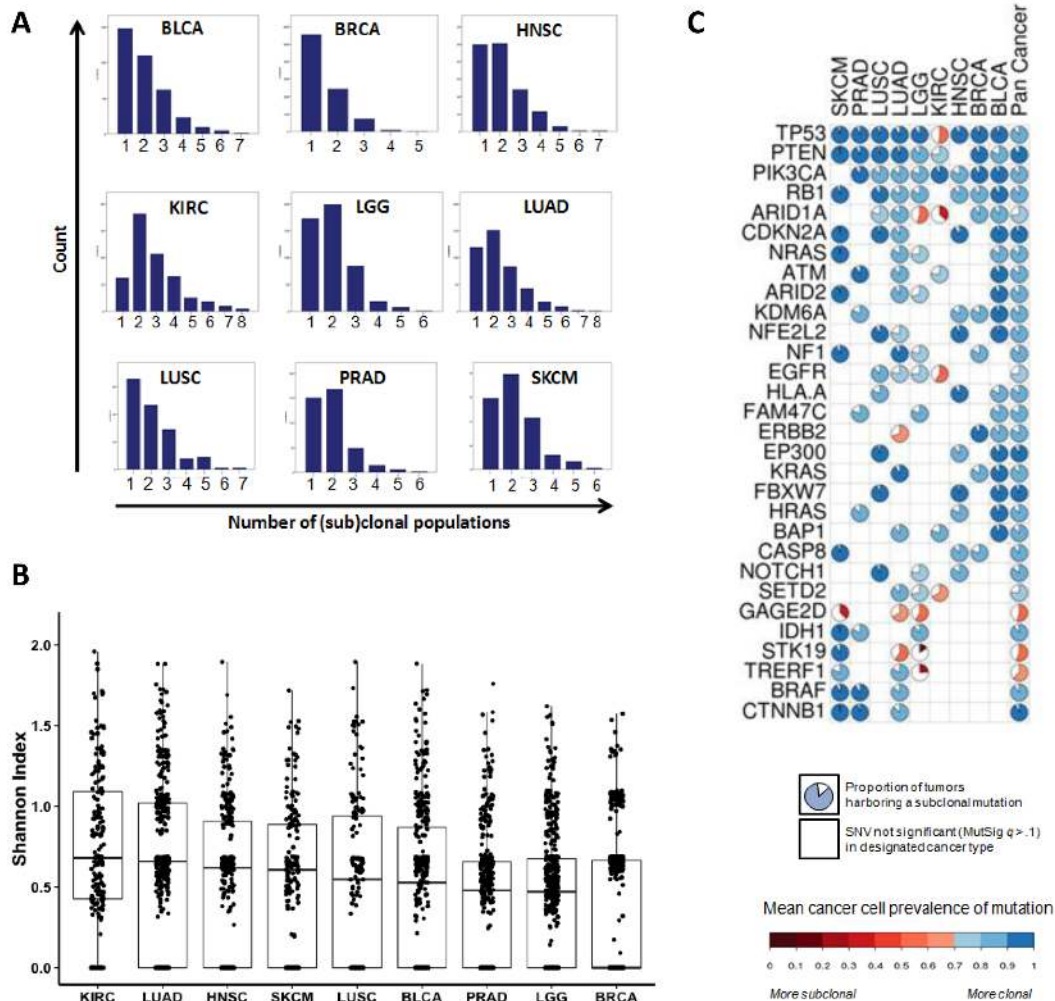 A
BLCA
BRCA
HNSC
1 2 3 4 5 6 7
1 2 3 4 5
1 2 3 4 5 6 7
KIRC
LGG
LUAD
1 2 3 4 5 6 7 8
1 2 3 4 5 6
1 2 3 4 5 6 7 8
LUSC
PRAD
SKCM
1 2 3 4 5 6 7
1 2 3 4 5 6
1 2 3 4 5 6
Count
Number of (sub)clonal populations
B
Shannon Index
2.0
1.5
1.0
0.5
0.0
KIRC LUAD HNSC SKCM LUSC BLCA PRAD LGG BRCA
C
SKCM
PRAD
LUSC
LUAD
LGG
KIRC
HNSC
BRCA
BLCA
Pan Cancer
TP53
PTEN
PIK3CA
RB1
ARID1A
CDKN2A
NRAS
ATM
ARID2
KDM6A
NFE2L2
NF1
EGFR
HLA.A
FAM47C
ERBB2
EP300
KRAS
FBXW7
HRAS
BAP1
CASP8
NOTCH1
SETD2
GAGE2D
IDH1
STK19
TRERF1
BRAF
CTNNB1
Proportion of tumors
harboring a subclonal mutation
SNV not significant (MutSig q > .1)
in designated cancer type
Mean cancer cell prevalence of mutation
0 0.1 0.2 0.3 0.4 0.5 0.6 0.7 0.8 0.9 1
More subclonal More clonal